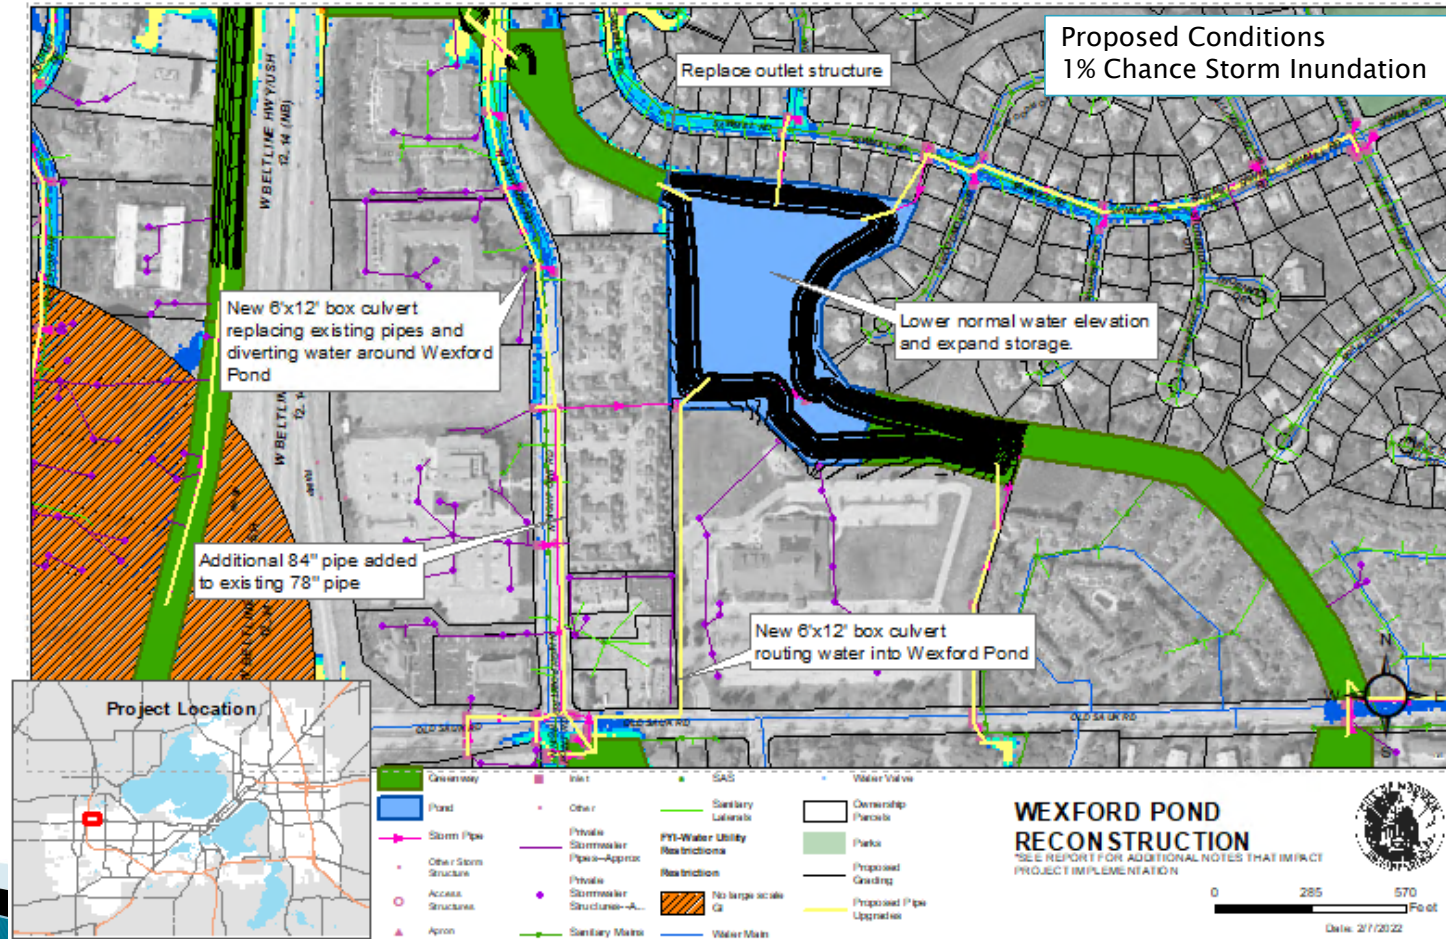 Proposed Conditions
1% Chance Storm Inundation
Replace outlet structure
W BELTLINE HWY/USH
12, 14 (NB)
New 6'x12' box culvert
replacing existing pipes and
diverting water around Wexford
Pond
Lower normal water elevation
and expand storage.
Additional 84" pipe added
to existing 78" pipe
New 6'x12' box culvert
routing water into Wexford Pond
OLD SAUK RD
OLD SAUK RD
OLD SAUK RD
N
S
Project Location
Greenway
Pond
Storm Pipe
Other Storm
Structure
Access
Structures
Apron
Inlet
Other
Private
Stormwater
Pipes--Approx
Private
Stormwater
Structures--A...
Sanitary Mains
SAS
Sanitary
Laterals
FYI-Water Utility
Restrictions
Restriction
No large scale
GI
Water Main
Water Valve
Ownership
Parcels
Parks
Proposed
Grading
Proposed Pipe
Upgrades
WEXFORD POND
RECONSTRUCTION
*SEE REPORT FOR ADDITIONAL NOTES THAT IMPACT
PROJECT IMPLEMENTATION
0 285 570
Feet
Date: 2/7/2022